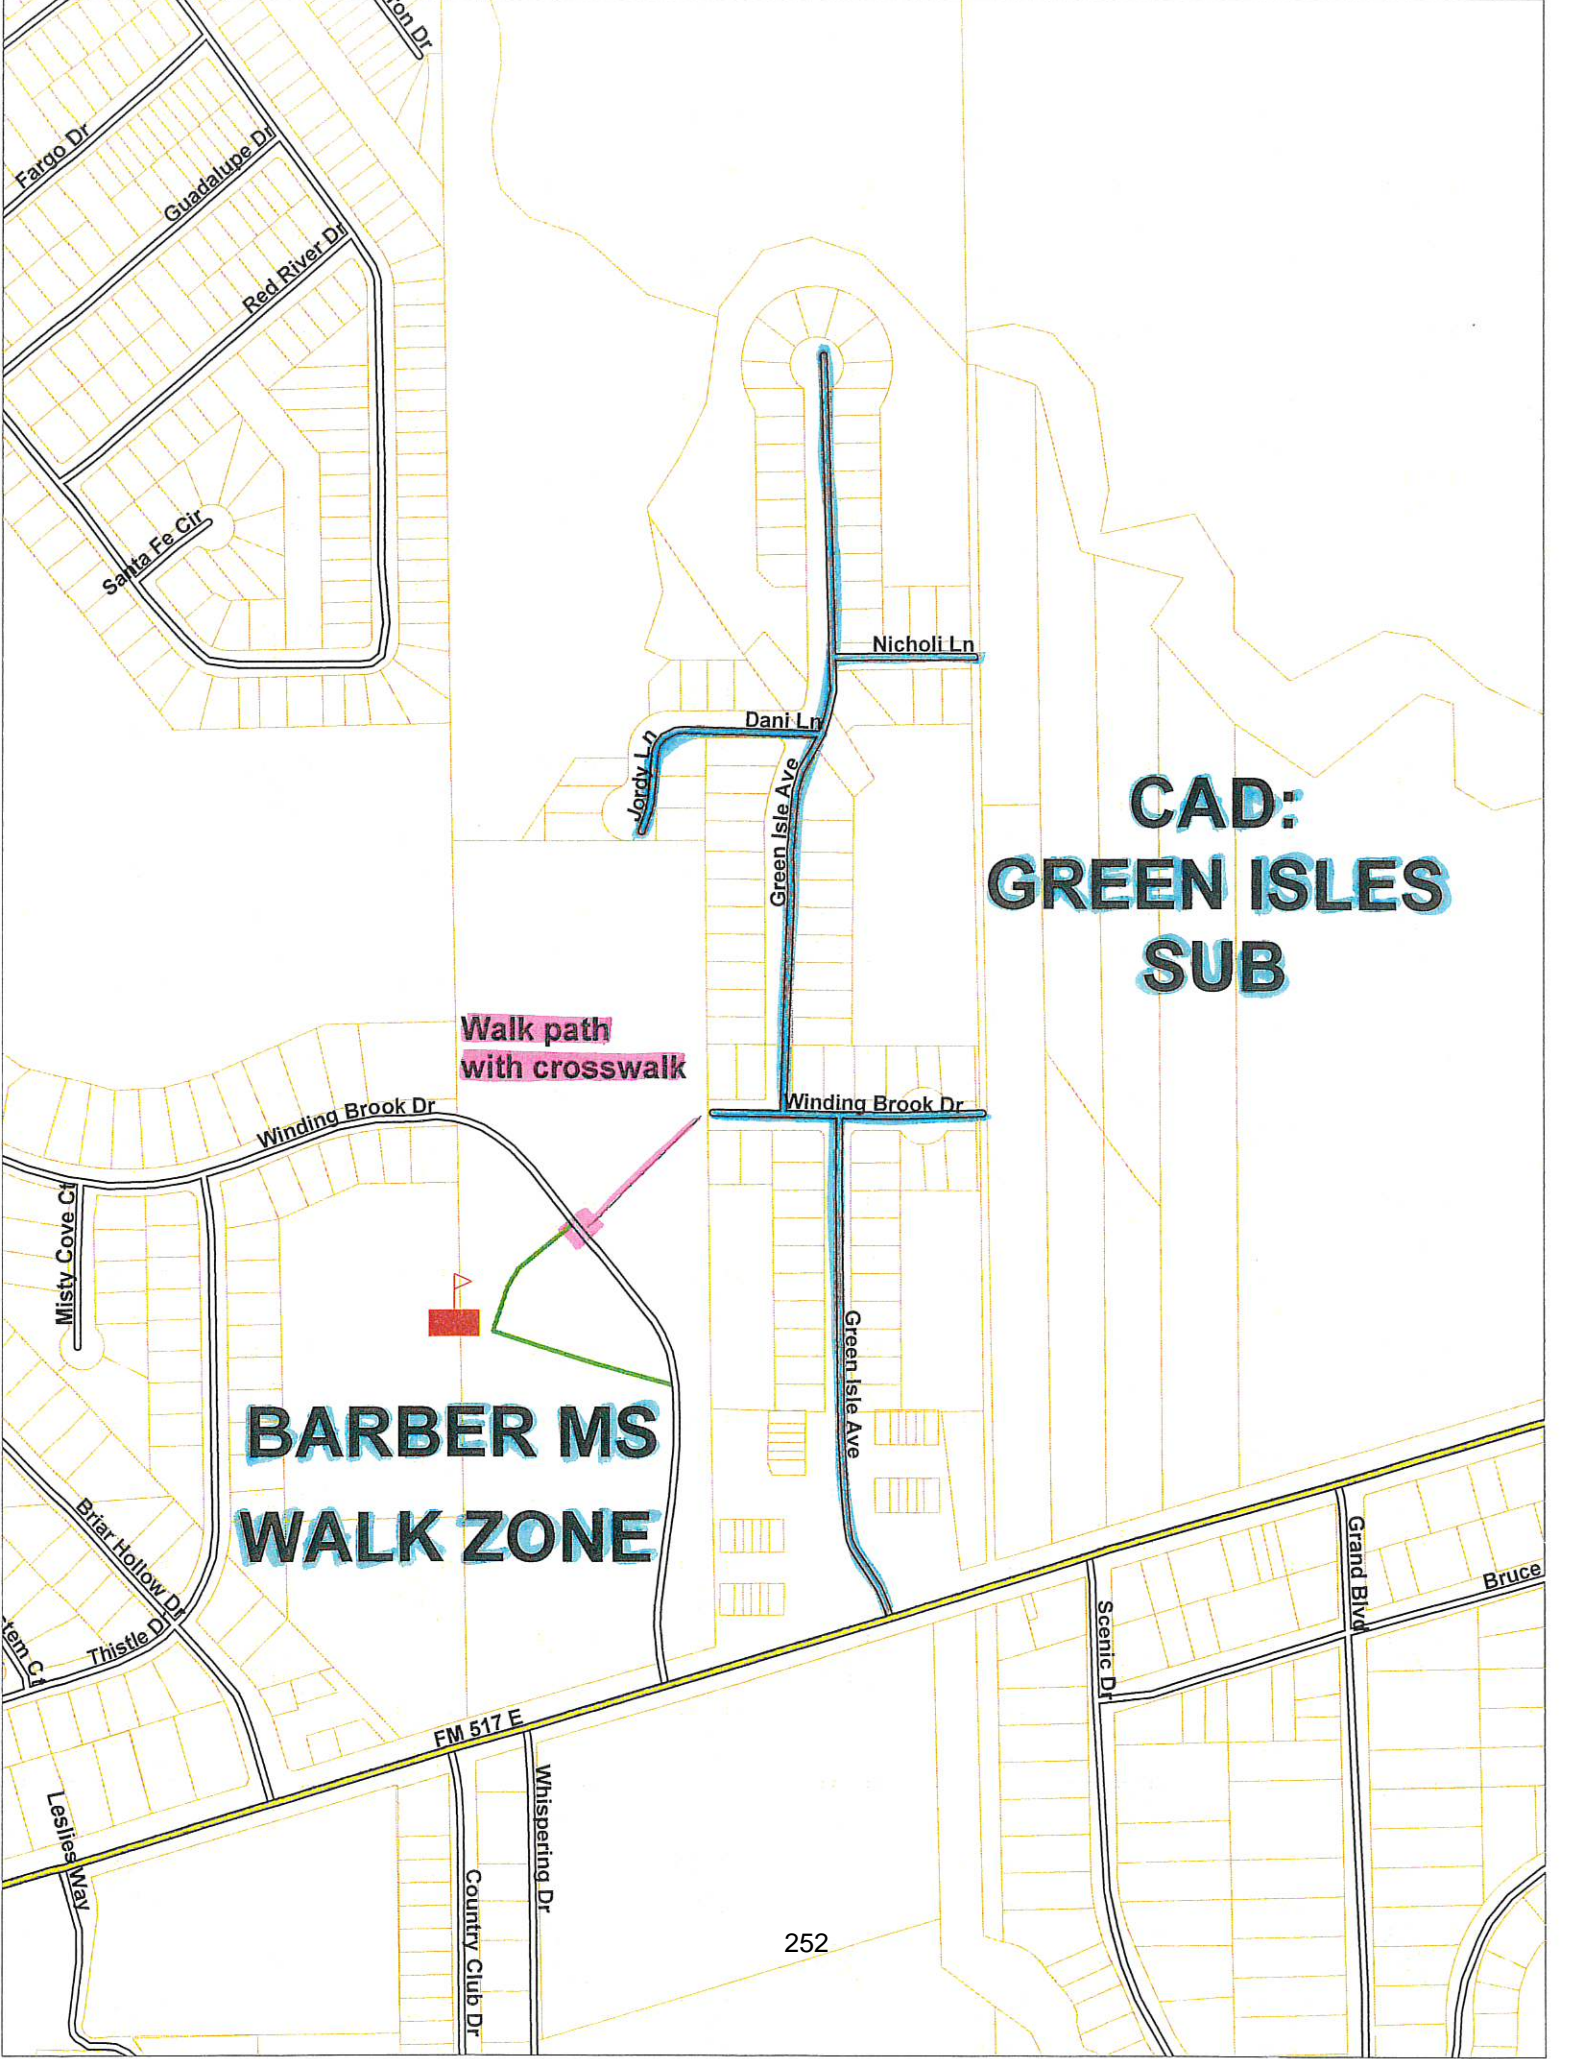 Fargo Dr
Guadalupe Dr
Red River Dr
Santa Fe Cir
Nicholi Ln
Dani Ln
Jordy Ln
Green Isle Ave
CAD:
GREEN ISLES
SUB
Walk path
with crosswalk
Winding Brook Dr
Winding Brook Dr
Misty Cove Ct
Green Isle Ave
BARBER MS
WALK ZONE
Briar Hollow Dr
Thistle Dr
Grand Blvd
Bruce
Scenic Dr
FM 517 E
Leslies Way
Whispering Dr
Country Club Dr
252